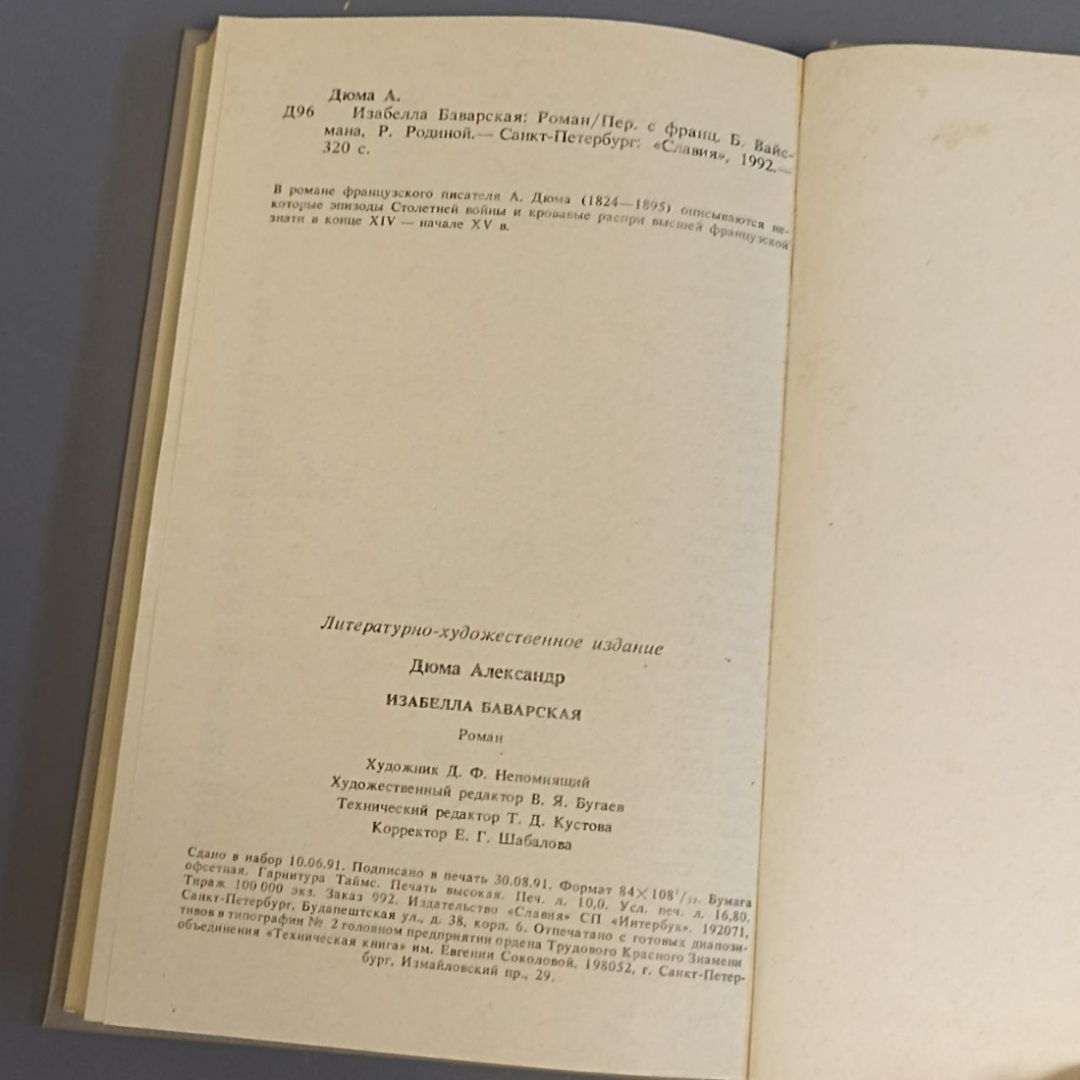 Дюма А.
Д96 Изабелла Баварская: Роман/Пер. с франц. Б. Вайс-
мана, Р. Родиной.— Санкт-Петербург: «Славия», 1992.—
320 с.
В романе французского писателя А. Дюма (1824—1895) описываются не-
которые эпизоды Столетней войны и кровавые распри высшей французской
знати в конце XIV — начале XV в.
Литературно-художественное издание
Дюма Александр
ИЗАБЕЛЛА БАВАРСКАЯ
Роман
Художник Д. Ф. Непомнящий
Художественный редактор В. Я. Бугаев
Технический редактор Т. Д. Кустова
Корректор Е. Г. Шабалова
Сдано в набор 10.06.91. Подписано в печать 30.08.91. Формат 84×108¹/₃₂. Бумага
офсетная. Гарнитура Таймс. Печать высокая. Печ. л. 10,0. Усл. печ. л. 16,80.
Тираж 100 000 экз. Заказ 992. Издательство «Славия» СП «Интербук». 192071,
Санкт-Петербург, Будапештская ул., д. 38, корп. 6. Отпечатано с готовых диапози-
тивов в типографии № 2 головном предприятии ордена Трудового Красного Знамени
объединения «Техническая книга» им. Евгении Соколовой. 198052, г. Санкт-Петер-
бург, Измайловский пр., 29.